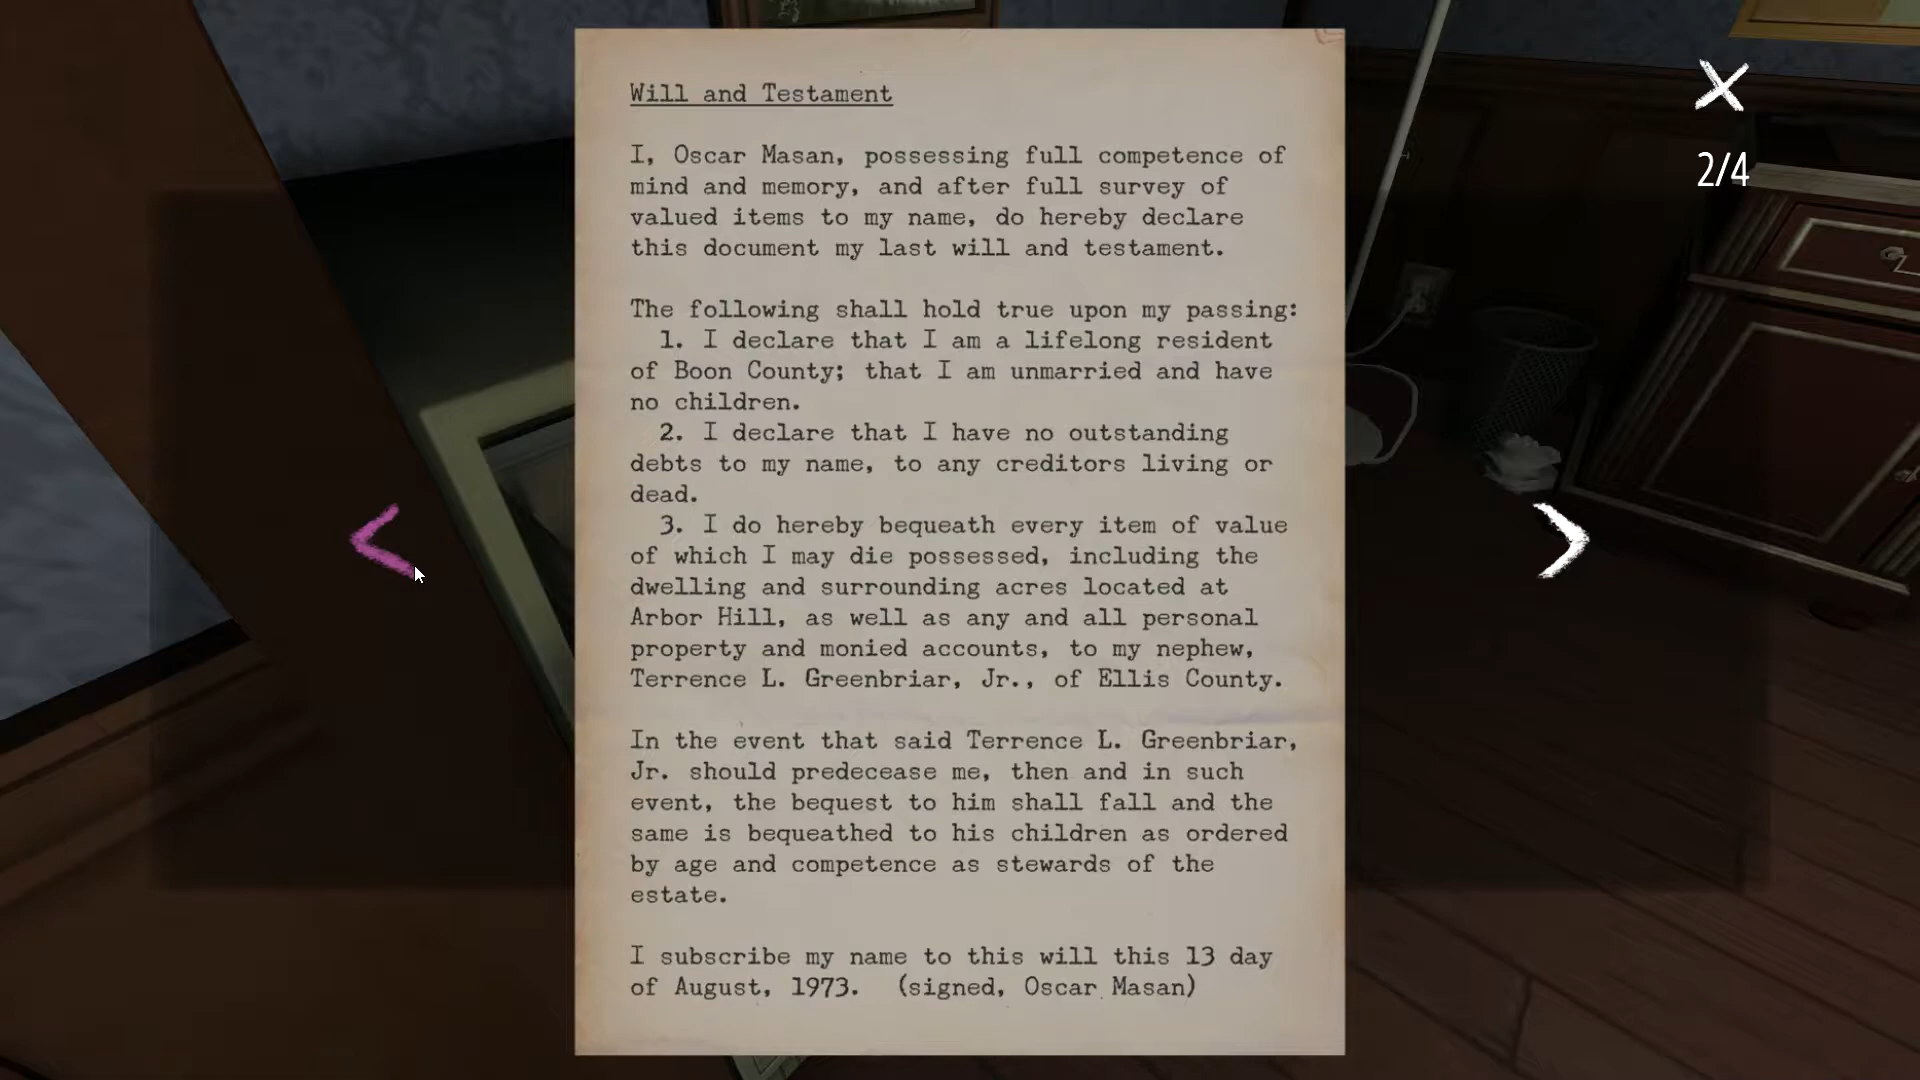 Will and Testament
I, Oscar Masan, possessing full competence of
mind and memory, and after full survey of
valued items to my name, do hereby declare
this document my last will and testament.
The following shall hold true upon my passing:
1. I declare that I am a lifelong resident
of Boon County; that I am unmarried and have
no children.
2. I declare that I have no outstanding
debts to my name, to any creditors living or
dead.
3. I do hereby bequeath every item of value
of which I may die possessed, including the
dwelling and surrounding acres located at
Arbor Hill, as well as any and all personal
property and monied accounts, to my nephew,
Terrence L. Greenbriar, Jr., of Ellis County.
In the event that said Terrence L. Greenbriar,
Jr. should predecease me, then and in such
event, the bequest to him shall fall and the
same is bequeathed to his children as ordered
by age and competence as stewards of the
estate.
I subscribe my name to this will this 13 day
of August, 1973. (signed, Oscar Masan)
2/4